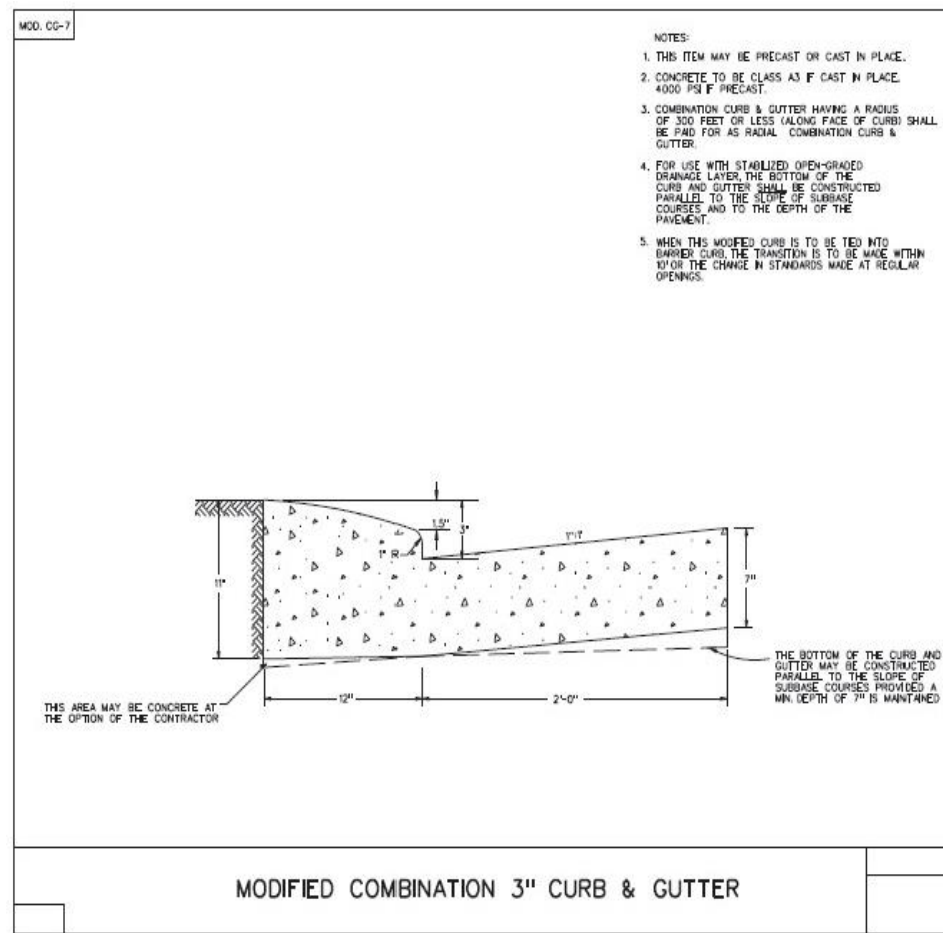 MOD. CG-7
NOTES:
1. THIS ITEM MAY BE PRECAST OR CAST IN PLACE.
2. CONCRETE TO BE CLASS A3 IF CAST IN PLACE,
4000 PSI IF PRECAST.
3. COMBINATION CURB & GUTTER HAVING A RADIUS
OF 300 FEET OR LESS (ALONG FACE OF CURB) SHALL
BE PAID FOR AS RADIAL COMBINATION CURB &
GUTTER.
4. FOR USE WITH STABILIZED OPEN-GRADED
DRAINAGE LAYER, THE BOTTOM OF THE
CURB AND GUTTER SHALL BE CONSTRUCTED
PARALLEL TO THE SLOPE OF SUBBASE
COURSES AND TO THE DEPTH OF THE
PAVEMENT.
5. WHEN THIS MODIFIED CURB IS TO BE TIED INTO
BARRIER CURB, THE TRANSITION IS TO BE MADE WITHIN
10' OR THE CHANGE IN STANDARDS MADE AT REGULAR
OPENINGS.
1.5"
3"
1" R
11"
7"
12"
2'-0"
THE BOTTOM OF THE CURB AND
GUTTER MAY BE CONSTRUCTED
PARALLEL TO THE SLOPE OF
SUBBASE COURSES PROVIDED A
MIN. DEPTH OF 7" IS MAINTAINED
THIS AREA MAY BE CONCRETE AT
THE OPTION OF THE CONTRACTOR
MODIFIED COMBINATION 3" CURB & GUTTER